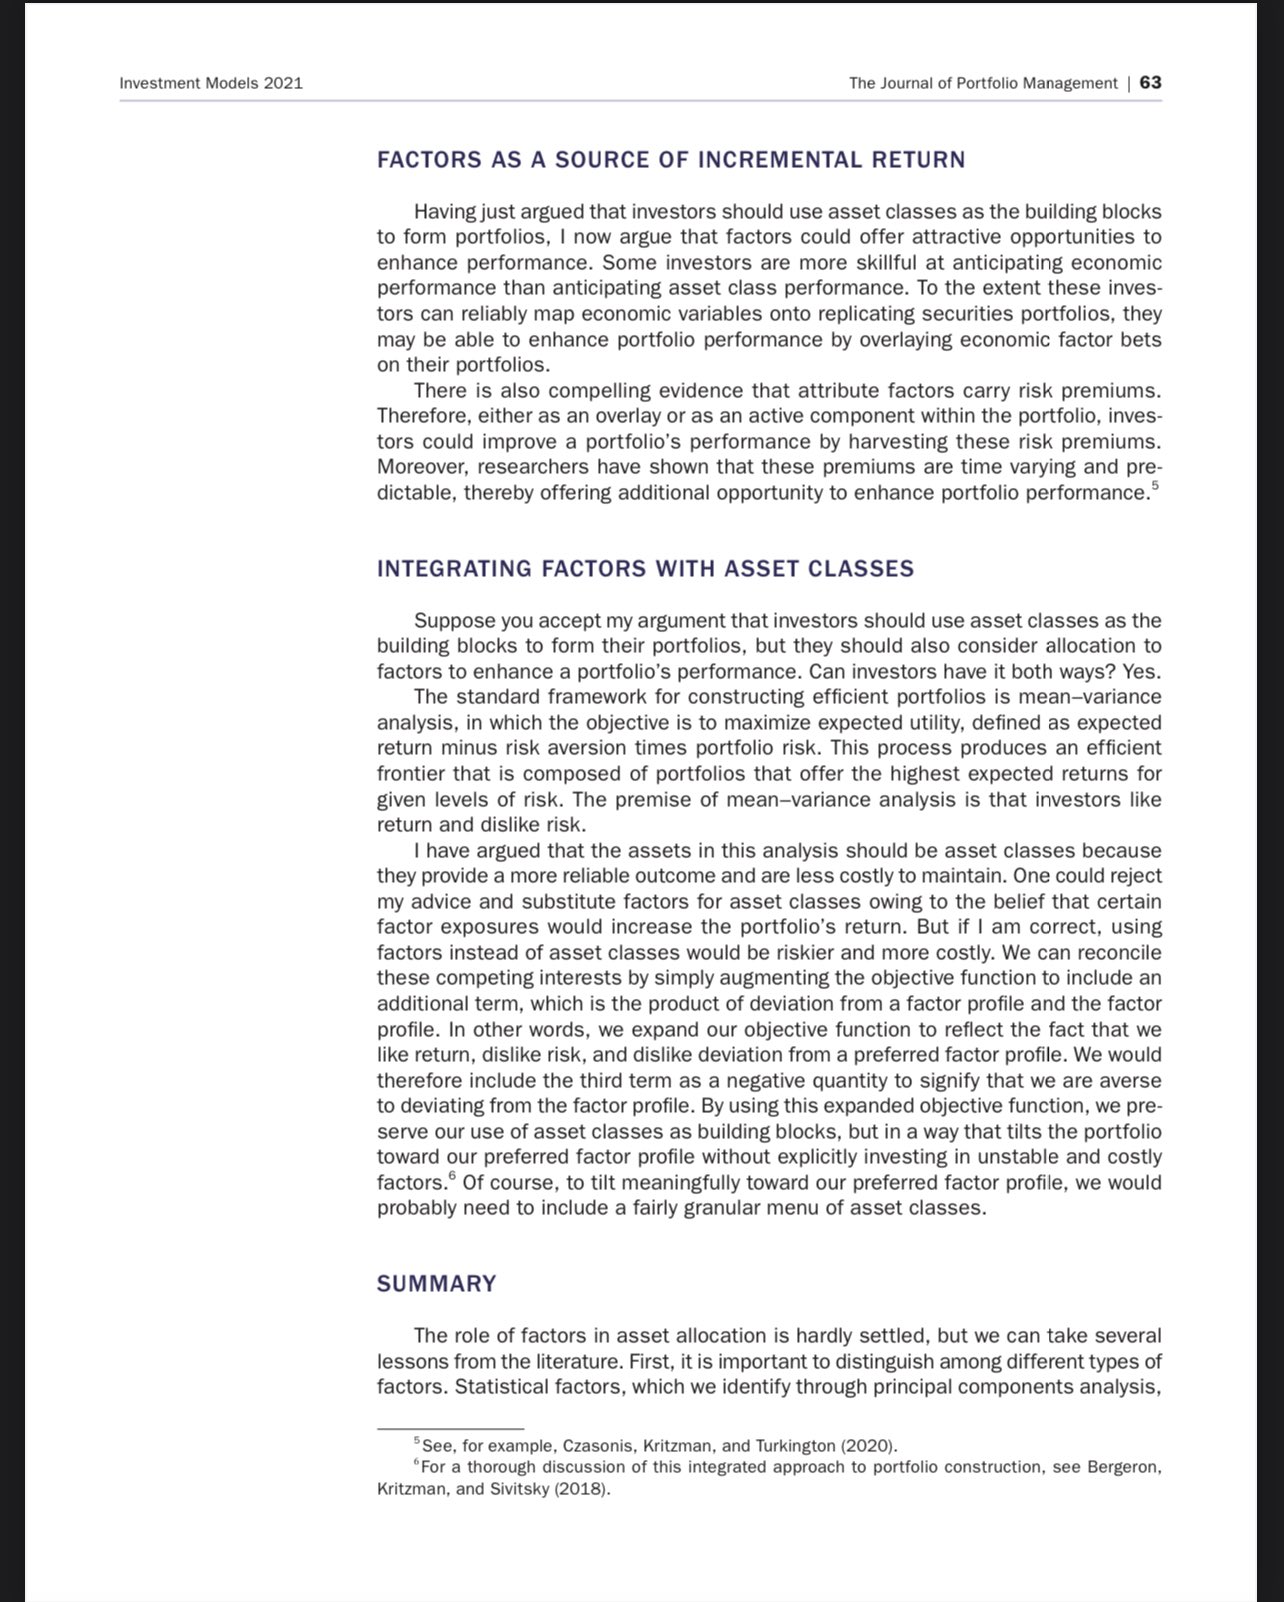 Investment Models 2021
The Journal of Portfolio Management | 63
FACTORS AS A SOURCE OF INCREMENTAL RETURN
Having just argued that investors should use asset classes as the building blocks
to form portfolios, I now argue that factors could offer attractive opportunities to
enhance performance. Some investors are more skillful at anticipating economic
performance than anticipating asset class performance. To the extent these inves-
tors can reliably map economic variables onto replicating securities portfolios, they
may be able to enhance portfolio performance by overlaying economic factor bets
on their portfolios.
There is also compelling evidence that attribute factors carry risk premiums.
Therefore, either as an overlay or as an active component within the portfolio, inves-
tors could improve a portfolio's performance by harvesting these risk premiums.
Moreover, researchers have shown that these premiums are time varying and pre-
dictable, thereby offering additional opportunity to enhance portfolio performance.5
INTEGRATING FACTORS WITH ASSET CLASSES
Suppose you accept my argument that investors should use asset classes as the
building blocks to form their portfolios, but they should also consider allocation to
factors to enhance a portfolio's performance. Can investors have it both ways? Yes.
The standard framework for constructing efficient portfolios is mean–variance
analysis, in which the objective is to maximize expected utility, defined as expected
return minus risk aversion times portfolio risk. This process produces an efficient
frontier that is composed of portfolios that offer the highest expected returns for
given levels of risk. The premise of mean–variance analysis is that investors like
return and dislike risk.
I have argued that the assets in this analysis should be asset classes because
they provide a more reliable outcome and are less costly to maintain. One could reject
my advice and substitute factors for asset classes owing to the belief that certain
factor exposures would increase the portfolio's return. But if I am correct, using
factors instead of asset classes would be riskier and more costly. We can reconcile
these competing interests by simply augmenting the objective function to include an
additional term, which is the product of deviation from a factor profile and the factor
profile. In other words, we expand our objective function to reflect the fact that we
like return, dislike risk, and dislike deviation from a preferred factor profile. We would
therefore include the third term as a negative quantity to signify that we are averse
to deviating from the factor profile. By using this expanded objective function, we pre-
serve our use of asset classes as building blocks, but in a way that tilts the portfolio
toward our preferred factor profile without explicitly investing in unstable and costly
factors.6 Of course, to tilt meaningfully toward our preferred factor profile, we would
probably need to include a fairly granular menu of asset classes.
SUMMARY
The role of factors in asset allocation is hardly settled, but we can take several
lessons from the literature. First, it is important to distinguish among different types of
factors. Statistical factors, which we identify through principal components analysis,
5 See, for example, Czasonis, Kritzman, and Turkington (2020).
6 For a thorough discussion of this integrated approach to portfolio construction, see Bergeron,
Kritzman, and Sivitsky (2018).